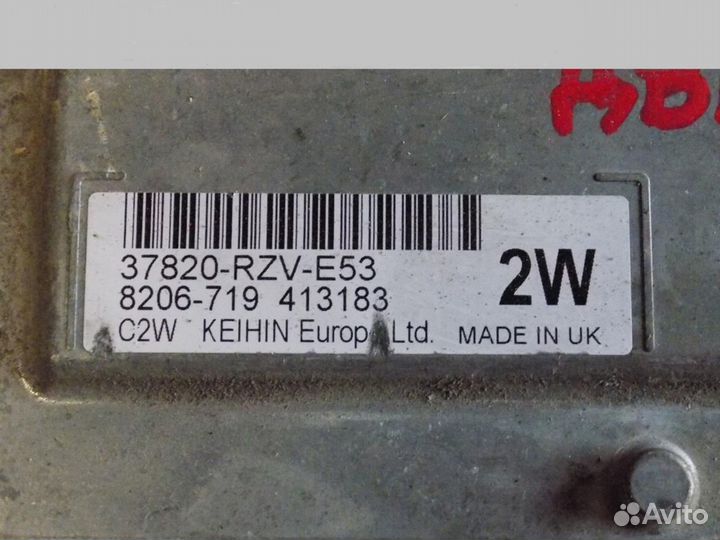 37820-RZV-E53
8206-719 413183
2W
C2W KEIHIN Europ Ltd. MADE IN UK
Avito